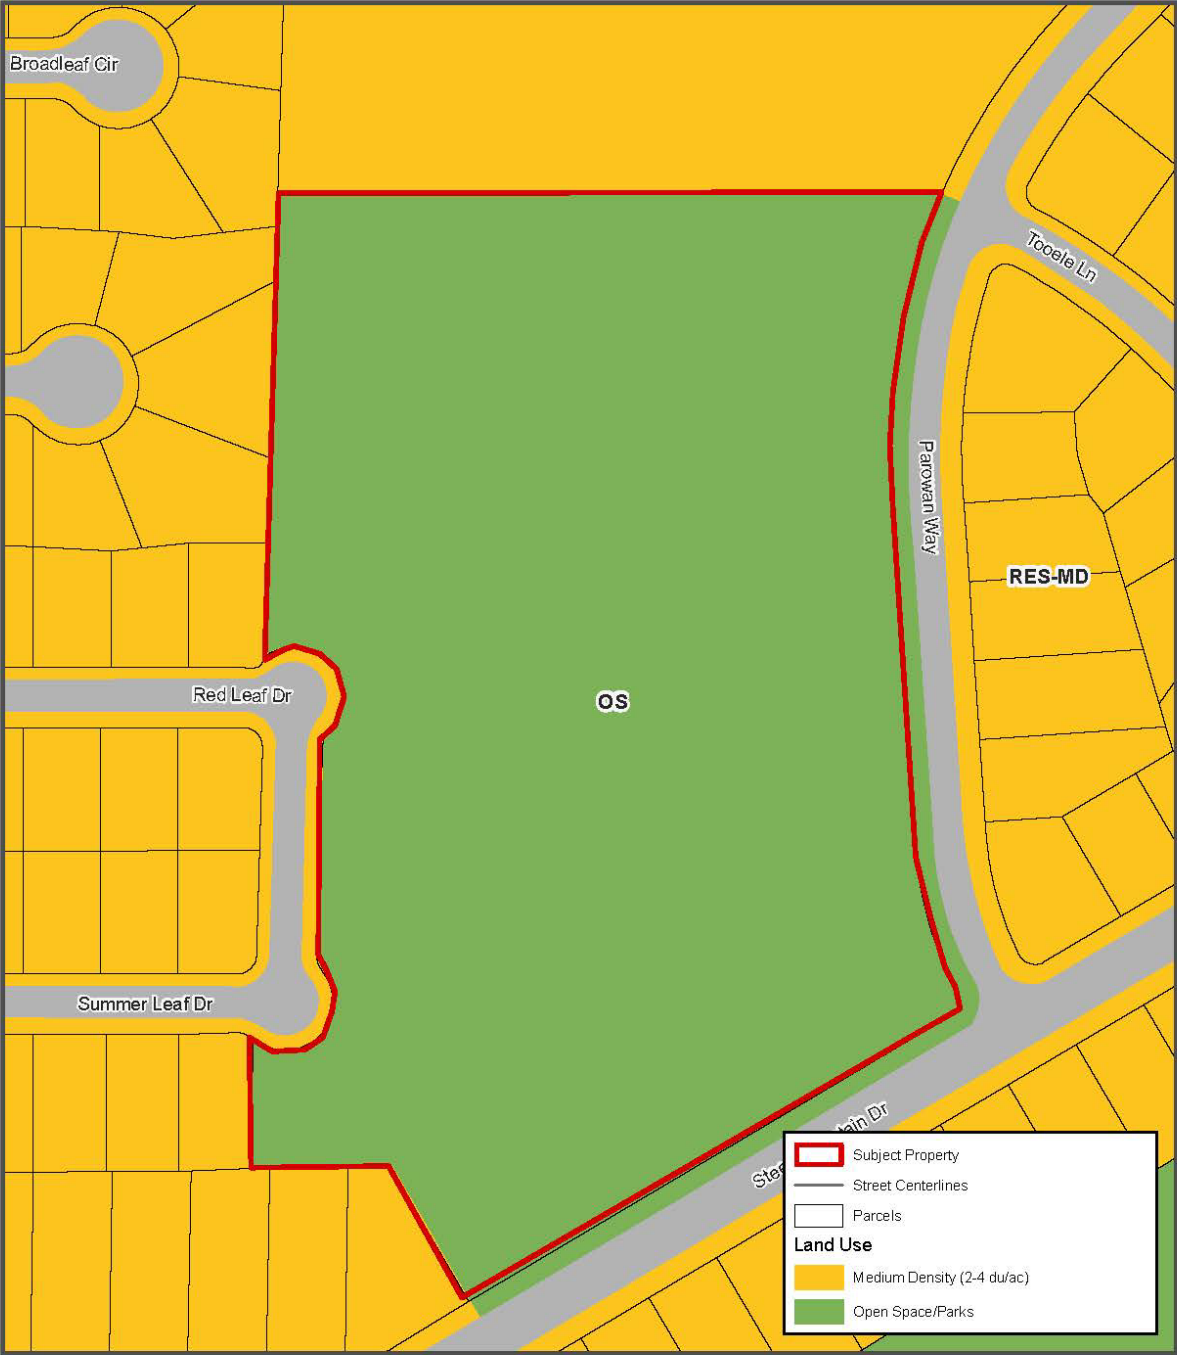 Broadleaf Cir
Tooele Ln
Parowan Way
RES-MD
Red Leaf Dr
OS
Summer Leaf Dr
Dr
Subject Property
Street Centerlines
Parcels
Land Use
Medium Density (2-4 du/ac)
Open Space/Parks